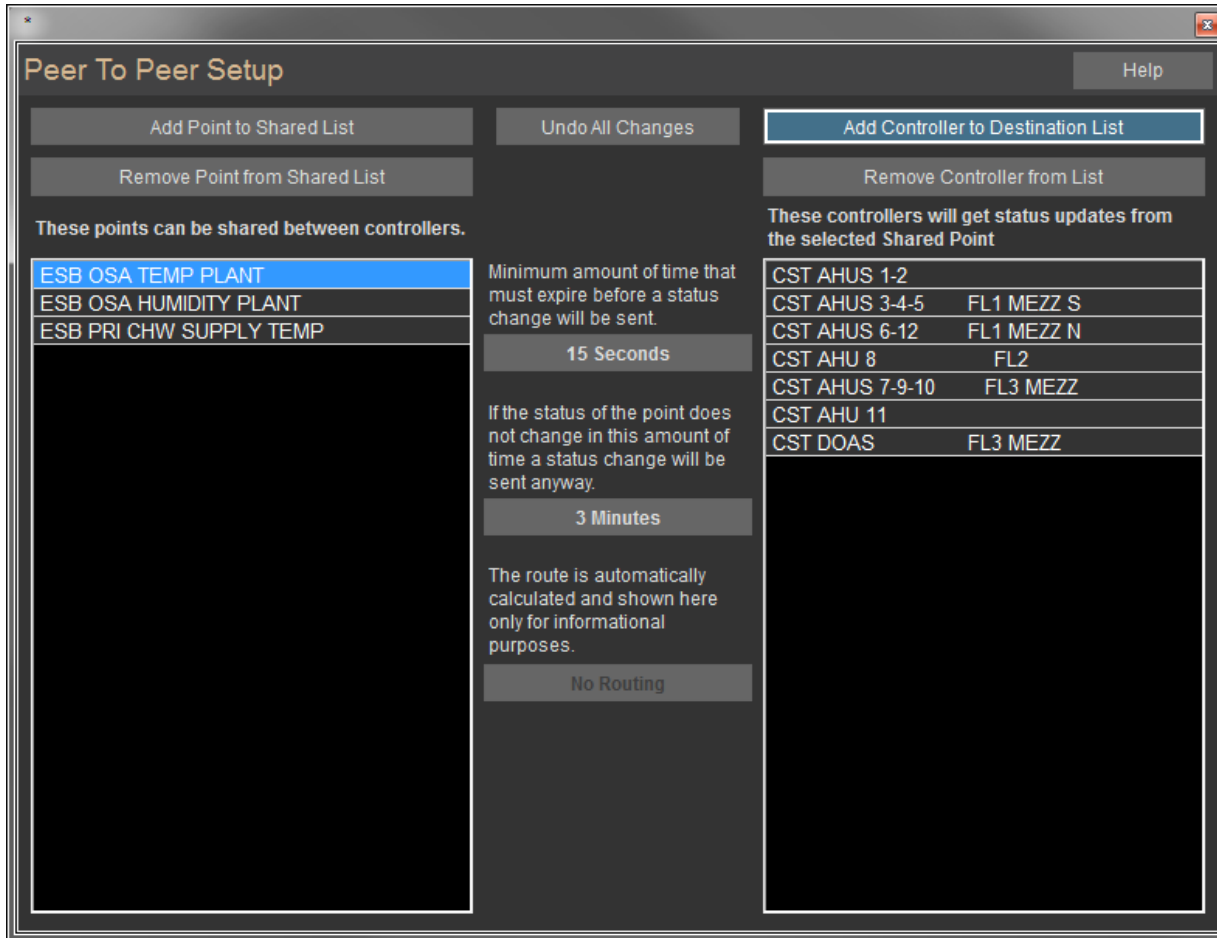 *
x
Peer To Peer Setup
Help
Add Point to Shared List
Undo All Changes
Add Controller to Destination List
Remove Point from Shared List
Remove Controller from List
These points can be shared between controllers.
These controllers will get status updates from
the selected Shared Point
ESB OSA TEMP PLANT
ESB OSA HUMIDITY PLANT
ESB PRI CHW SUPPLY TEMP
Minimum amount of time that
must expire before a status
change will be sent.
15 Seconds
If the status of the point does
not change in this amount of
time a status change will be
sent anyway.
3 Minutes
The route is automatically
calculated and shown here
only for informational
purposes.
No Routing
CST AHUS 1-2
CST AHUS 3-4-5 FL1 MEZZ S
CST AHUS 6-12 FL1 MEZZ N
CST AHU 8 FL2
CST AHUS 7-9-10 FL3 MEZZ
CST AHU 11
CST DOAS FL3 MEZZ